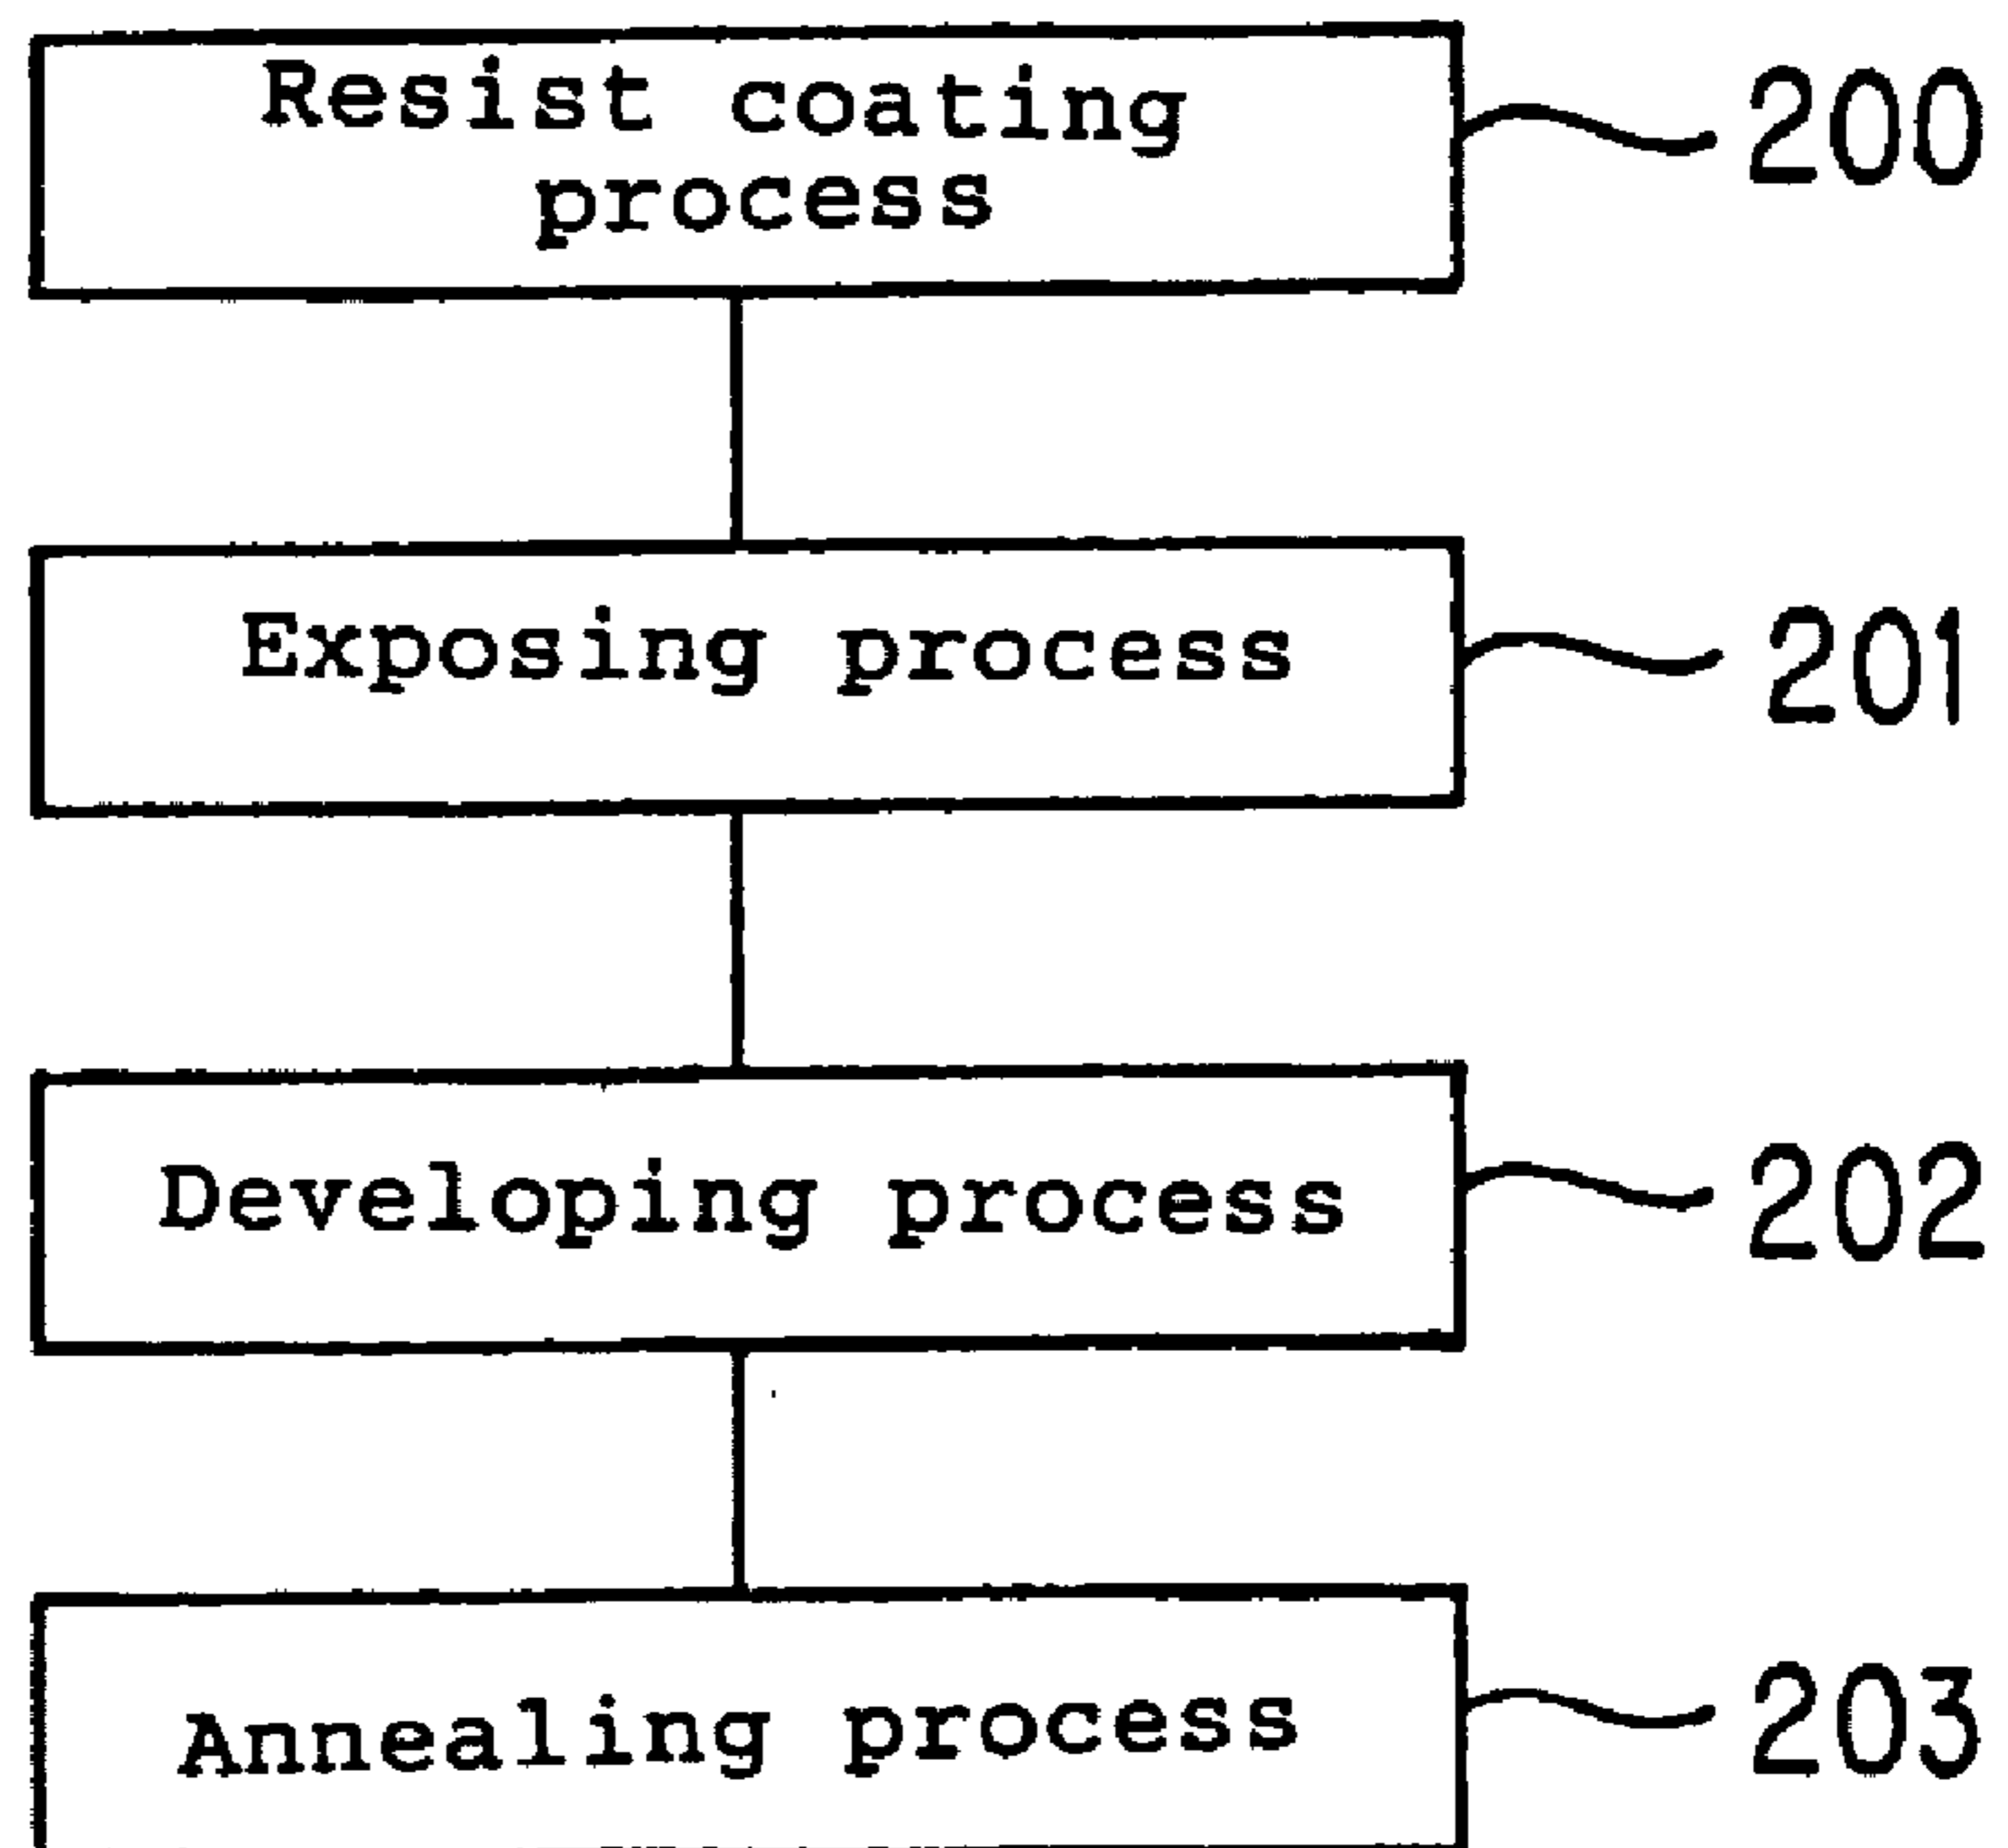 Resist coating
process
200
Exposing process
201
Developing process
202
Annealing process
203